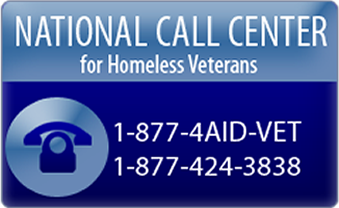 NATIONAL CALL CENTER
for Homeless Veterans
1-877-4AID-VET
1-877-424-3838